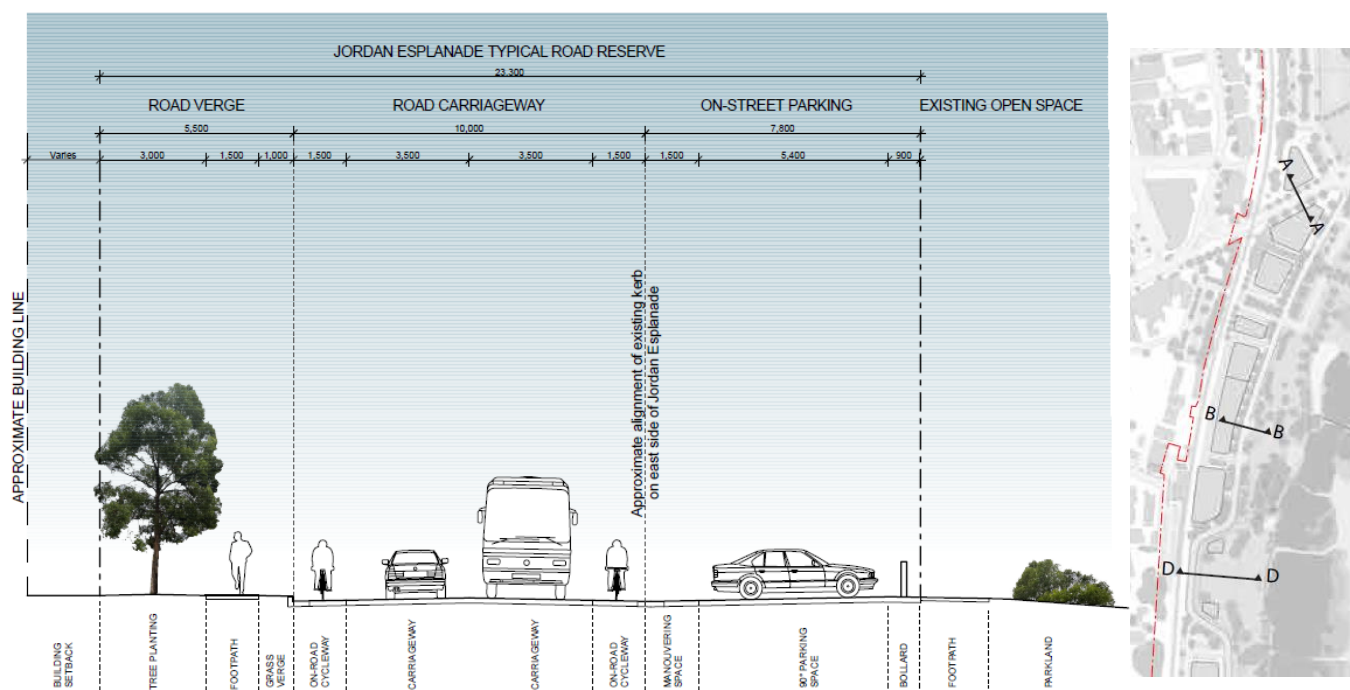 JORDAN ESPLANADE TYPICAL ROAD RESERVE
23.300
ROAD VERGE
ROAD CARRIAGEWAY
ON-STREET PARKING
EXISTING OPEN SPACE
5,500
10,000
7,800
Varies
3,000
1,500
1,000
1,500
3,500
3,500
1,500
1,500
5,400
900
APPROXIMATE BUILDING LINE
Approximate alignment of existing kerb
on east side of Jordan Esplanade
BUILDING
SETBACK
TREE PLANTING
FOOTPATH
GRASS
VERGE
ON-ROAD
CYCLEWAY
CARRIAGEWAY
CARRIAGEWAY
ON-ROAD
CYCLEWAY
MANOUVERING
SPACE
90° PARKING
SPACE
BOLLARD
FOOTPATH
PARKLAND
A
A
B
B
D
D